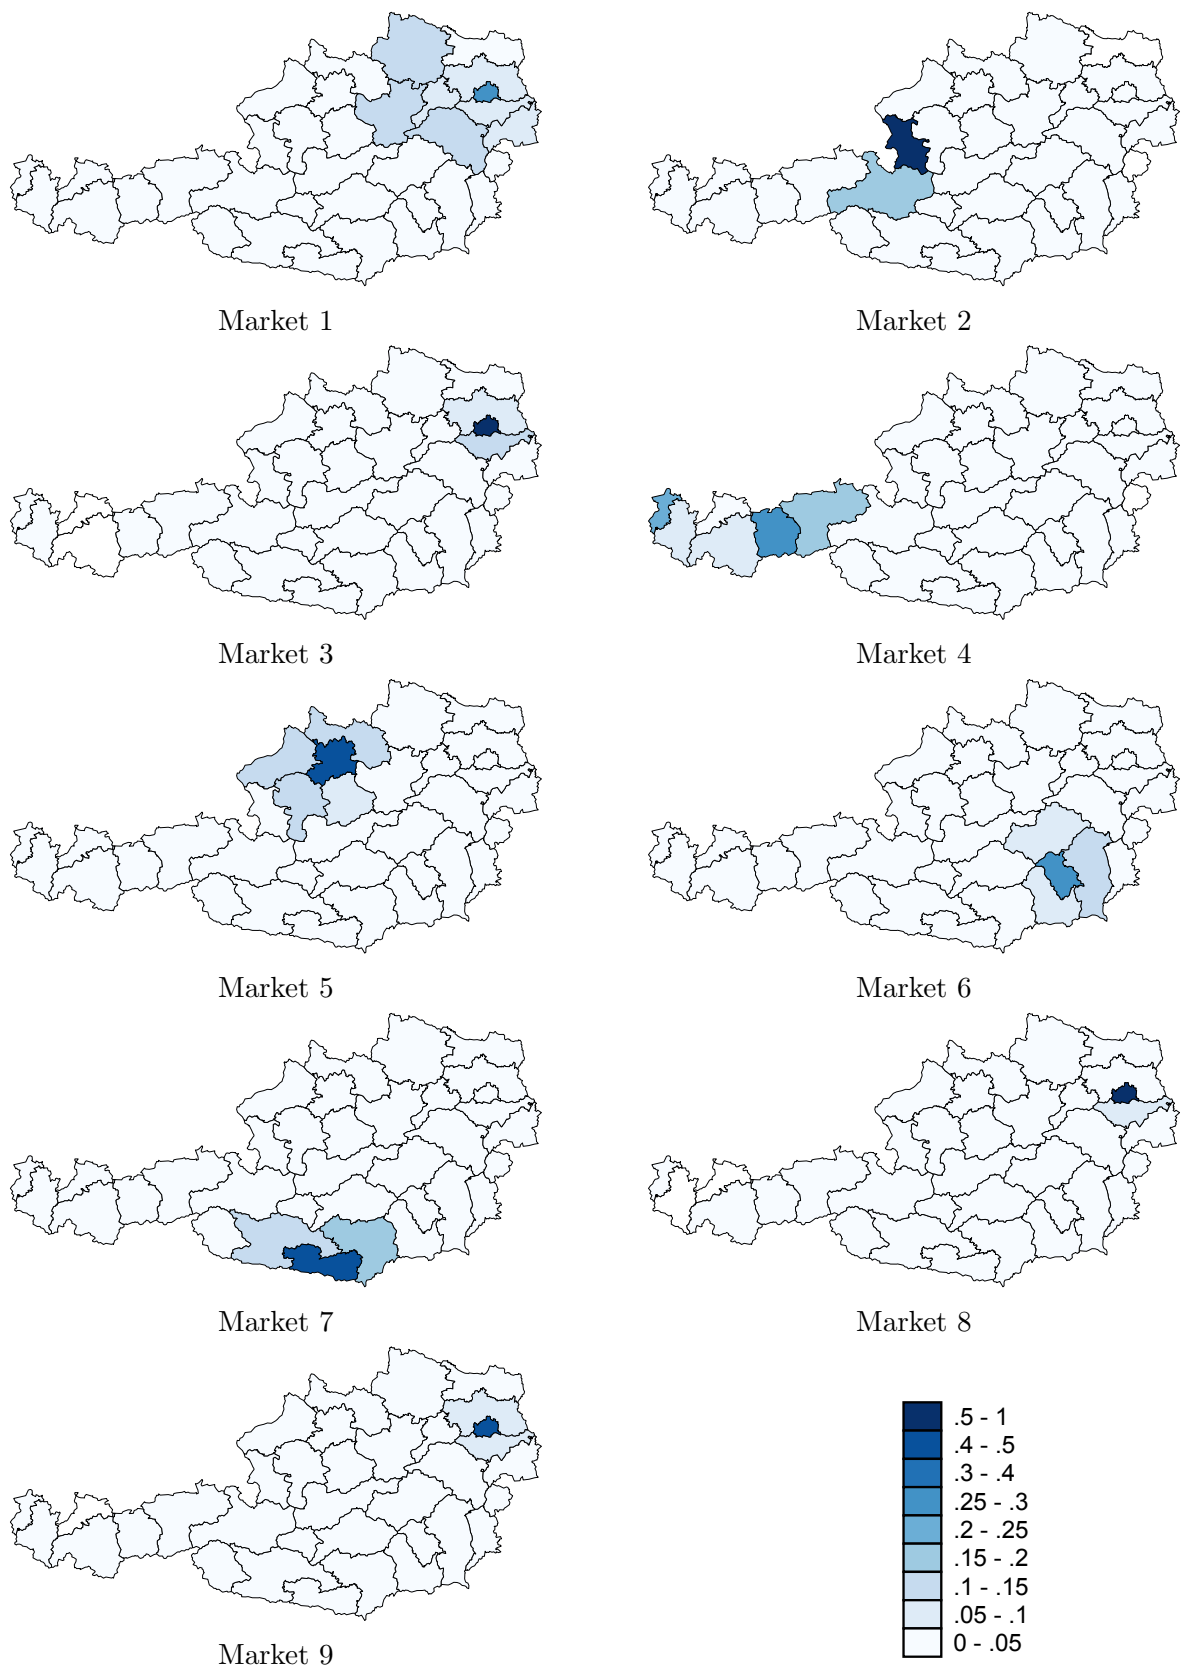 Market 1
Market 2
Market 3
Market 4
Market 5
Market 6
Market 7
Market 8
Market 9
.5 - 1
.4 - .5
.3 - .4
.25 - .3
.2 - .25
.15 - .2
.1 - .15
.05 - .1
0 - .05